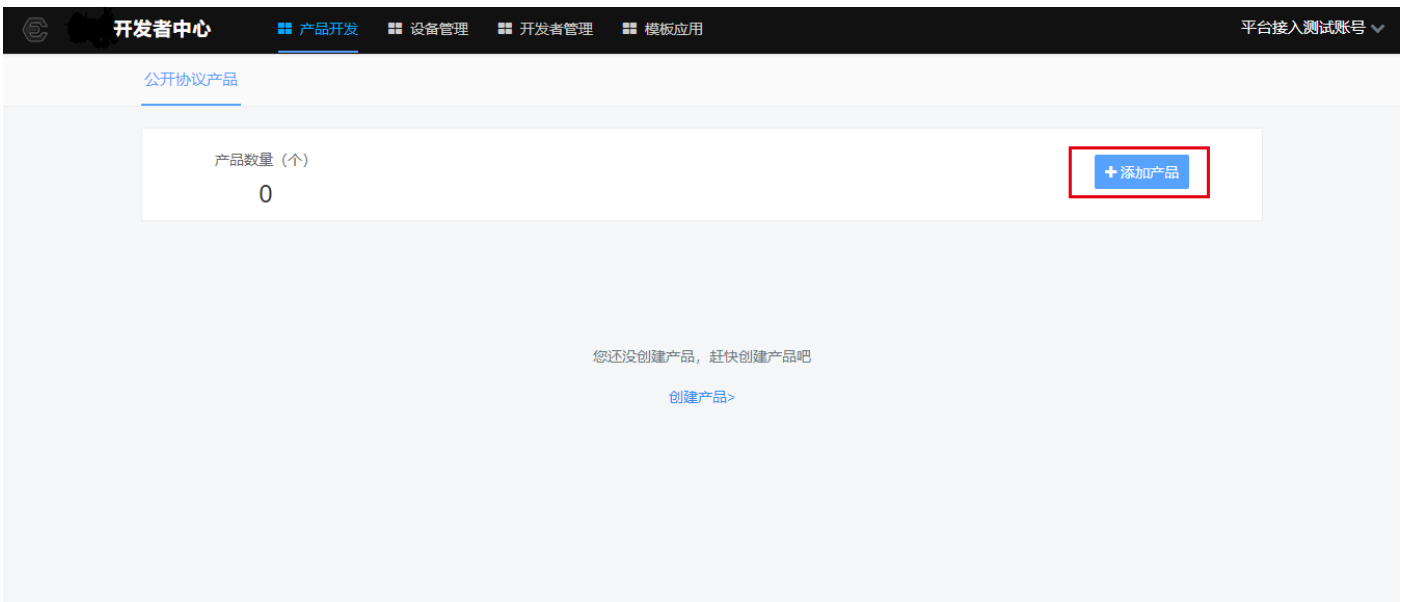 开发者中心 产品开发 设备管理 开发者管理 模板应用 平台接入测试账号
公开协议产品
产品数量（个）
0
+添加产品
您还没创建产品，赶快创建产品吧
创建产品>